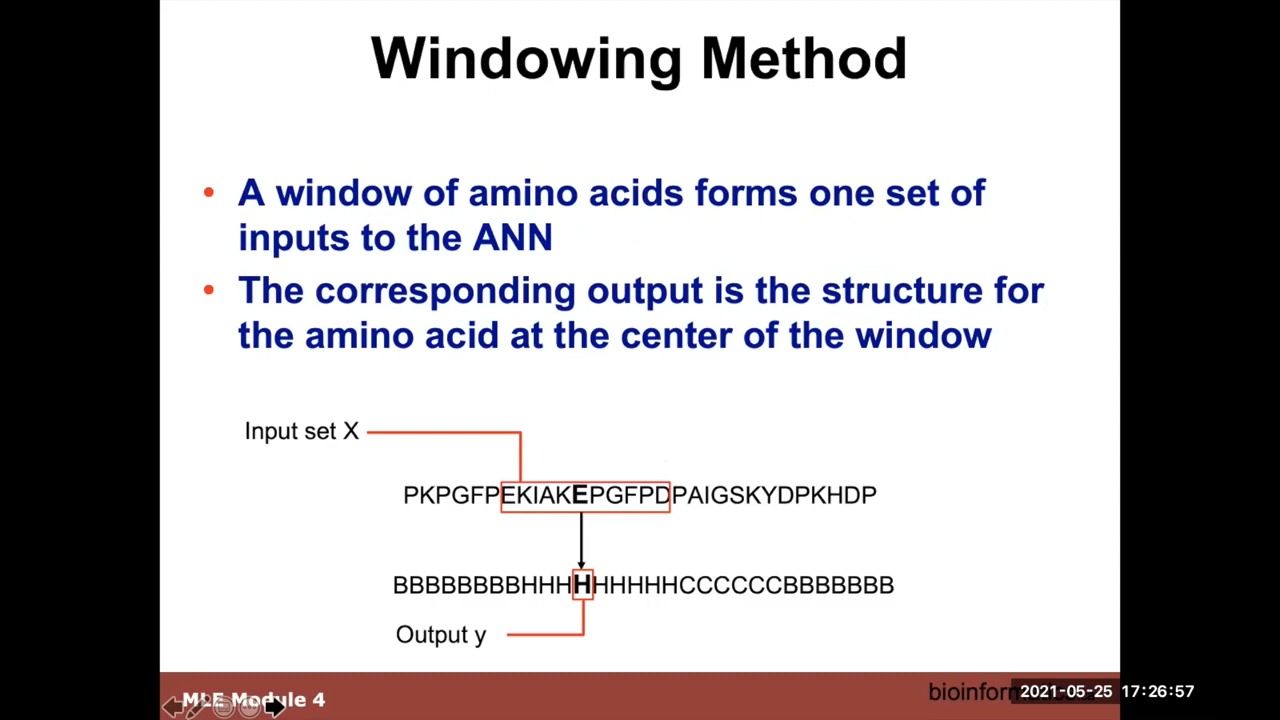 Windowing Method
• A window of amino acids forms one set of
inputs to the ANN
• The corresponding output is the structure for
the amino acid at the center of the window
Input set X
PKPGFPEKIAKEPGFPDPAIGSKYDPKHDP
BBBBBBBBHHHHHHHHHCCCCCCBBBBBBB
Output y
MLE Module 4
2021-05-25 17:26:57